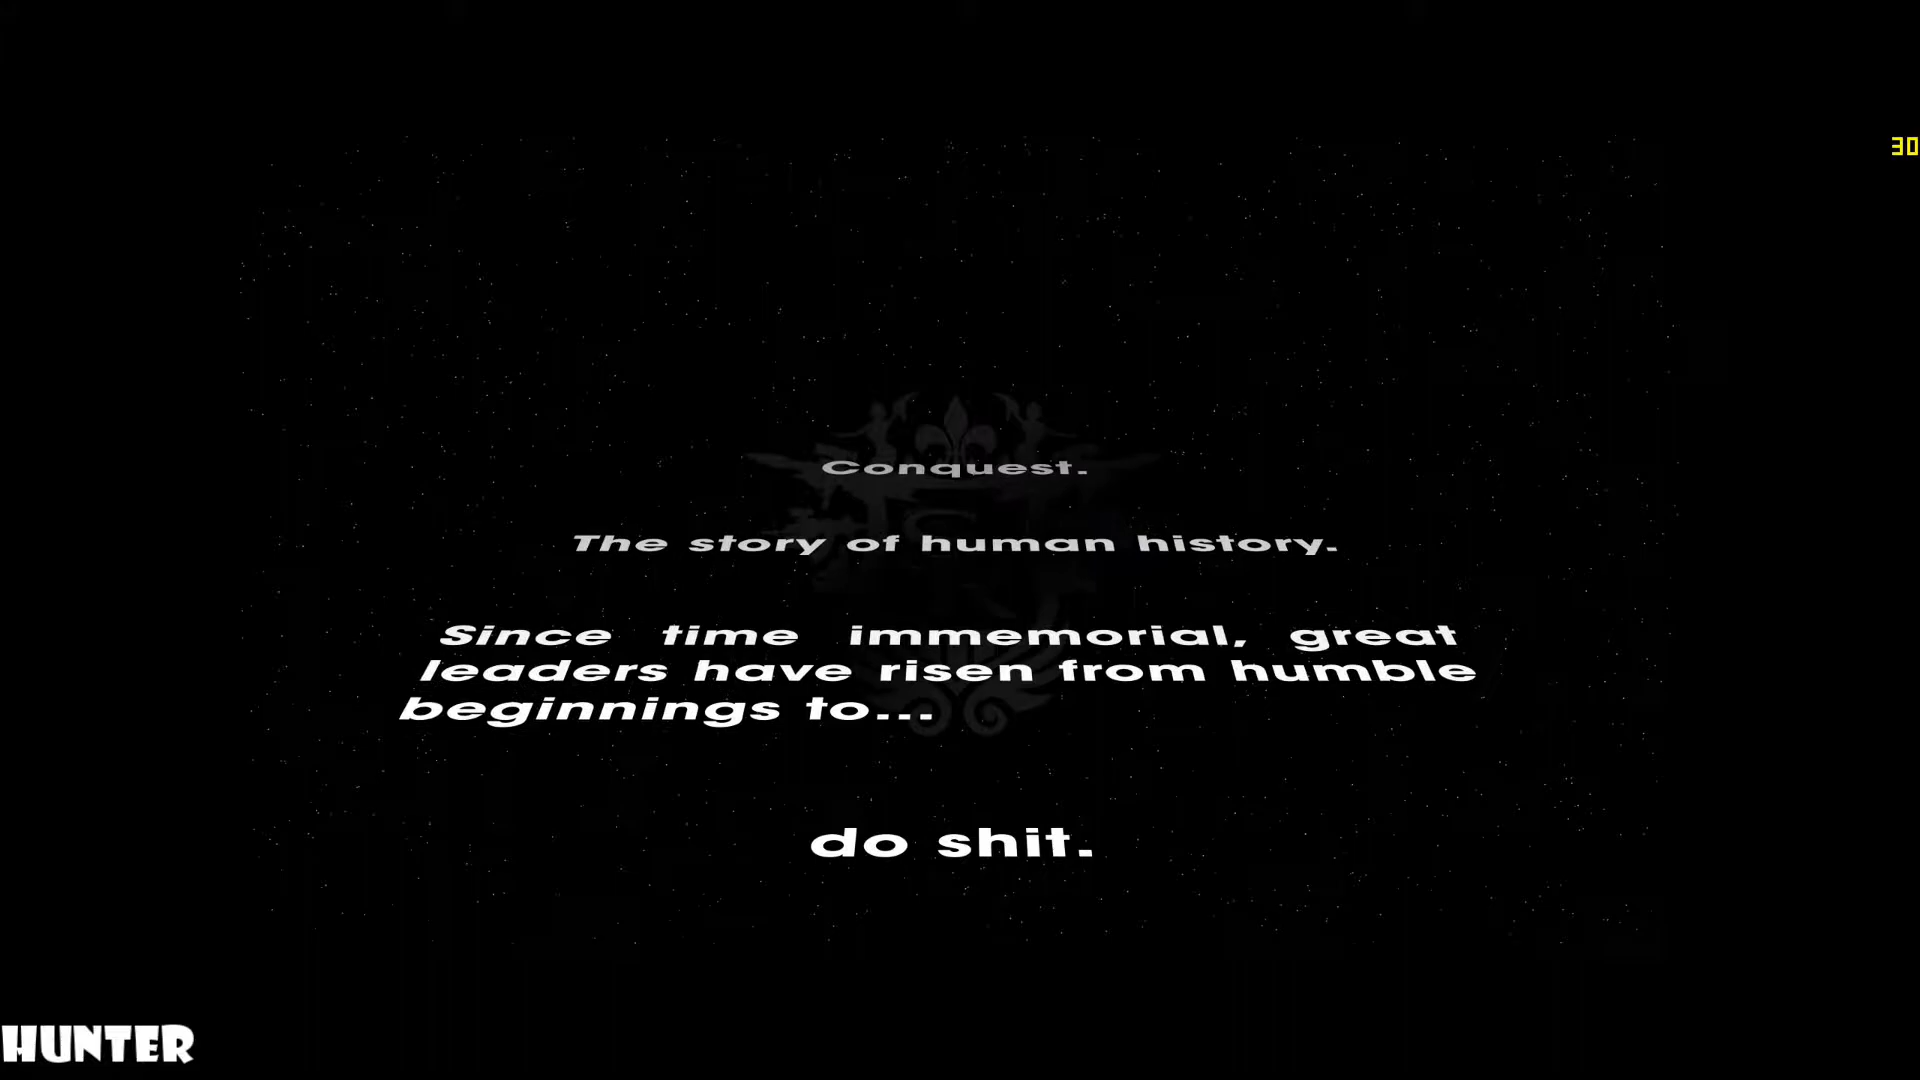 30
Conquest.
The story of human history.
Since time immemorial, great
leaders have risen from humble
beginnings to...
do shit.
HUNTER